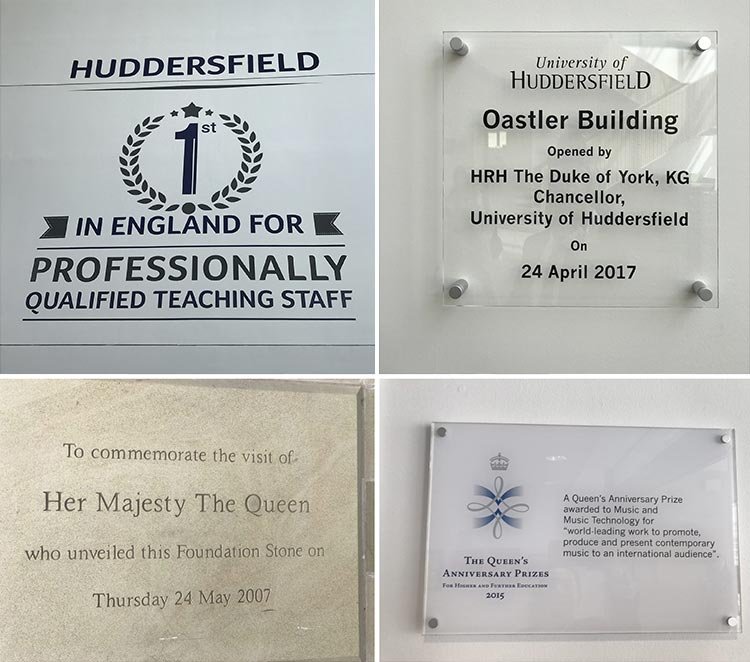 HUDDERSFIELD
1st
IN ENGLAND FOR
PROFESSIONALLY
QUALIFIED TEACHING STAFF
University of
HUDDERSFIELD
Oastler Building
Opened by
HRH The Duke of York, KG
Chancellor,
University of Huddersfield
On
24 April 2017
To commemorate the visit of
Her Majesty The Queen
who unveiled this Foundation Stone on
Thursday 24 May 2007
THE QUEEN'S
ANNIVERSARY PRIZES
FOR HIGHER AND FURTHER EDUCATION
2015
A Queen's Anniversary Prize
awarded to Music and
Music Technology for
"world-leading work to promote,
produce and present contemporary
music to an international audience".